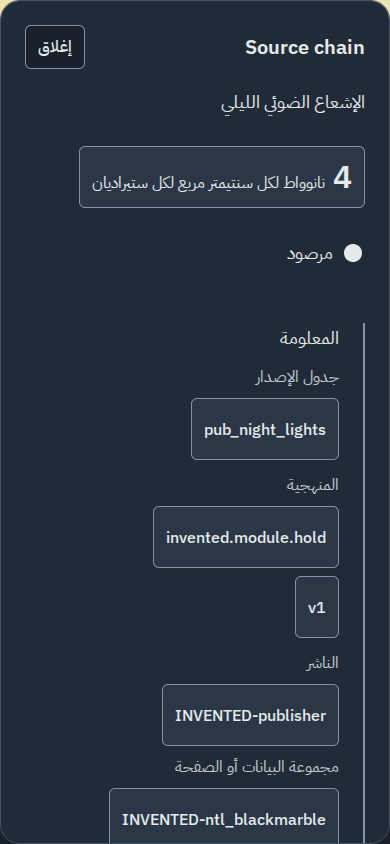 Source chain
إغلاق
الإشعاع الضوئي الليلي
4 نانوواط لكل سنتيمتر مربع لكل ستيراديان
مرصود
المعلومة
جدول الإصدار
pub_night_lights
المنهجية
invented.module.hold
v1
الناشر
INVENTED-publisher
مجموعة البيانات أو الصفحة
INVENTED-ntl_blackmarble